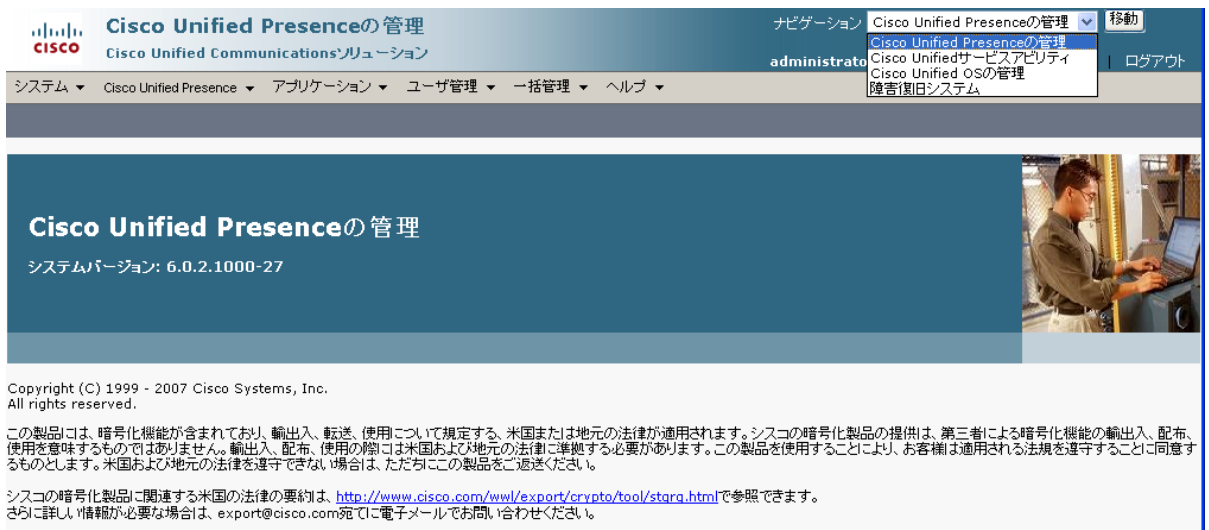 CISCO
Cisco Unified Presenceの管理
Cisco Unified Communicationsソリューション
ナビゲーション Cisco Unified Presenceの管理 移動
Cisco Unified Presenceの管理
Cisco Unifiedサービスアビリティ
Cisco Unified OSの管理
障害復旧システム
administrato | ログアウト
システム Cisco Unified Presence アプリケーション ユーザ管理 一括管理 ヘルプ
Cisco Unified Presenceの管理
システムバージョン: 6.0.2.1000-27
Copyright (C) 1999 - 2007 Cisco Systems, Inc.
All rights reserved.
この製品には、暗号化機能が含まれており、輸出入、転送、使用について規定する、米国または地元の法律が適用されます。シスコの暗号化製品の提供は、第三者による暗号化機能の輸出入、配布、
使用を意味するものではありません。輸出入、配布、使用の際には米国および地元の法律に準拠する必要があります。この製品を使用することにより、お客様は適用される法規を遵守することに同意す
るものとします。米国および地元の法律を遵守できない場合は、ただちにこの製品をご返送ください。
シスコの暗号化製品に関連する米国の法律の要約は、http://www.cisco.com/wwl/export/crypto/tool/stqrg.htmlで参照できます。
さらに詳しい情報が必要な場合は、export@cisco.com宛てに電子メールでお問い合わせください。